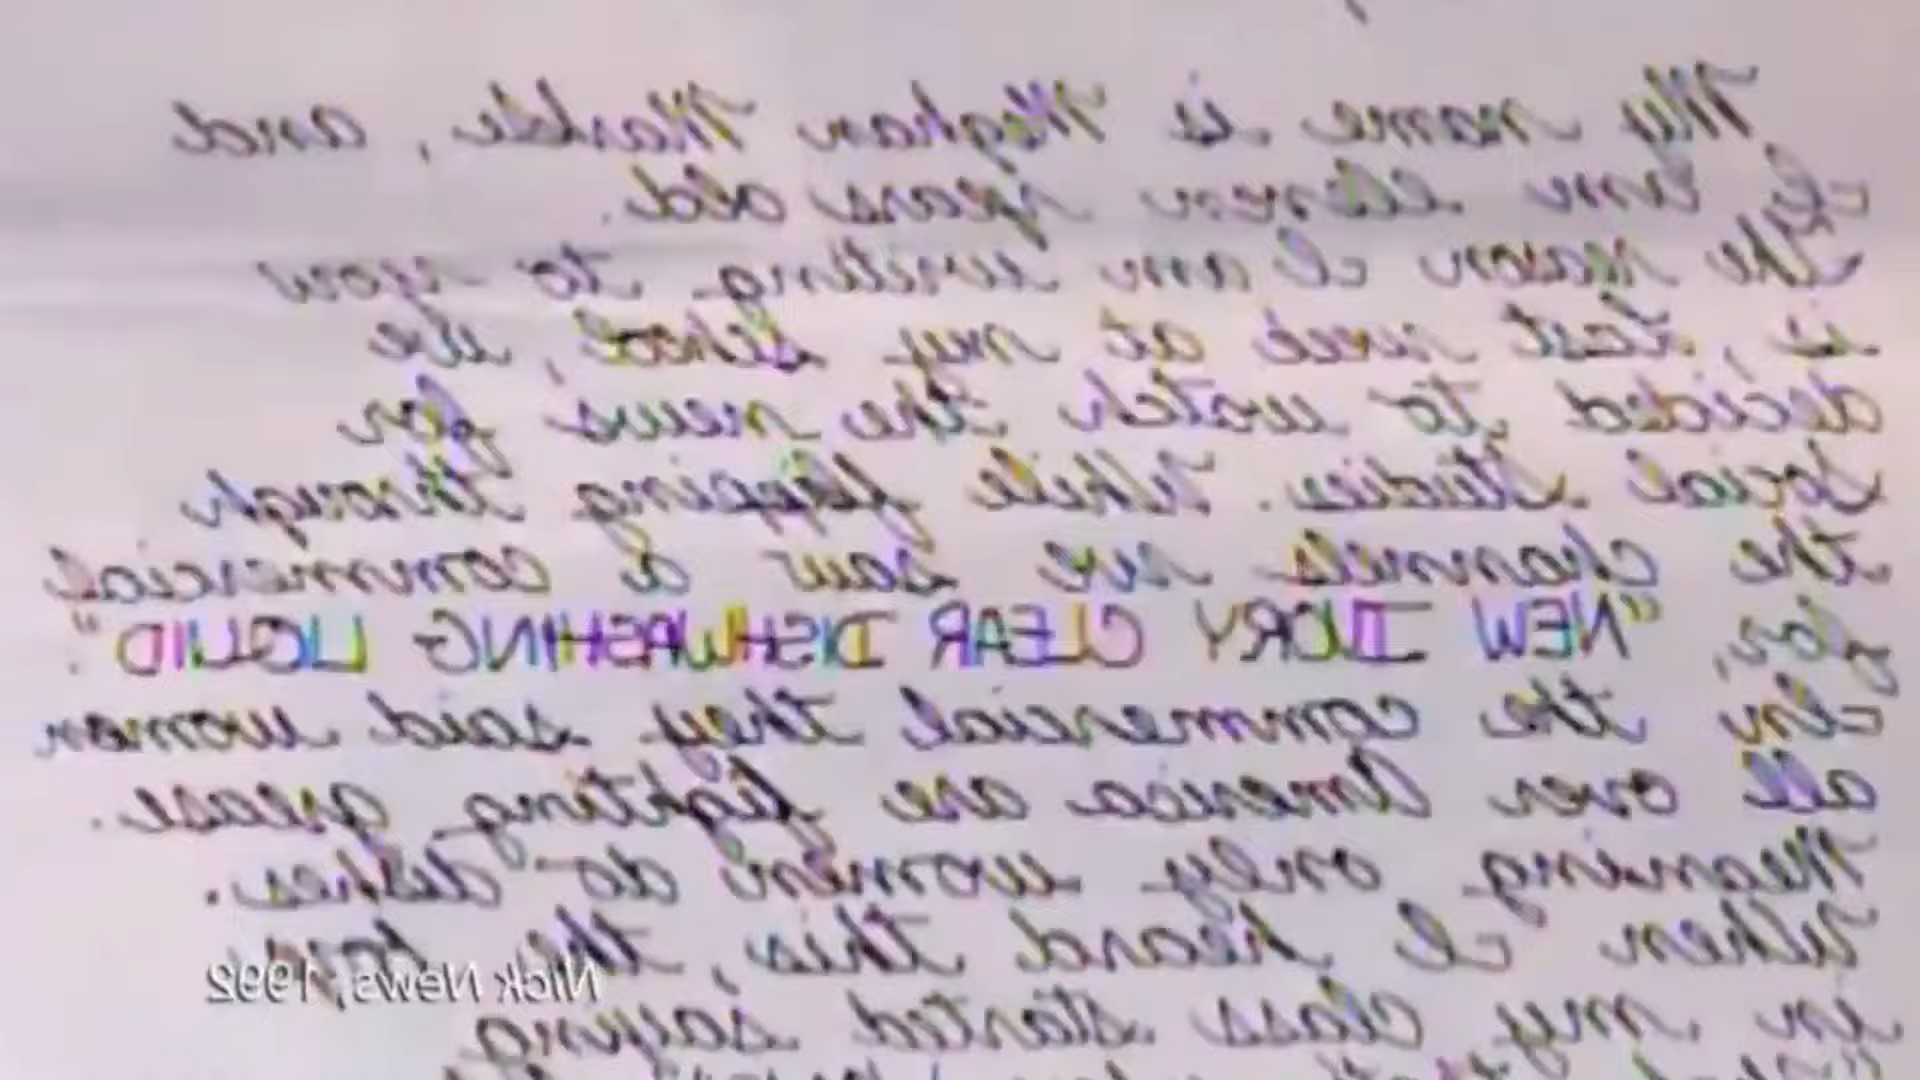 My name is Meghan Markle, and
I am eleven years old.
The reason I am writing to you
is, last week at my school, we
decided to watch the news for
Social Studies. While flipping through
the channels we saw a commercial
for, "NEW IVORY CLEAR DISHWASHING LIQUID".
In the commercial they said women
all over America are fighting grease.
Meaning only women do dishes.
When I heard this, the boys
Nick News, 1992
in my class started saying